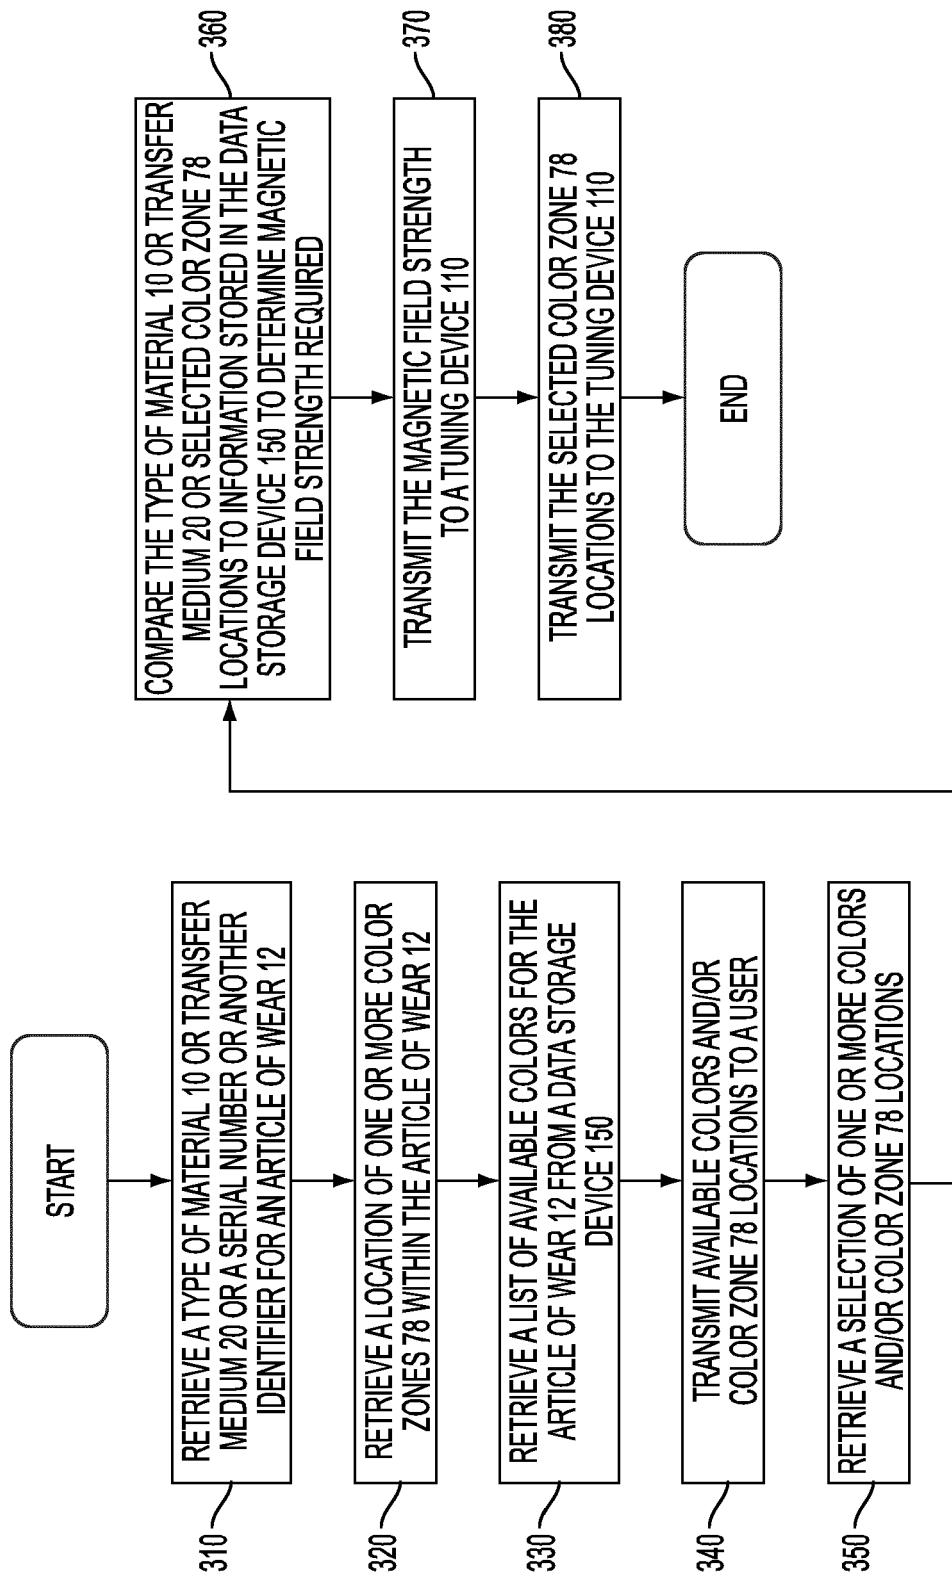 START
310
RETRIEVE A TYPE OF MATERIAL 10 OR TRANSFER
MEDIUM 20 OR A SERIAL NUMBER OR ANOTHER
IDENTIFIER FOR AN ARTICLE OF WEAR 12
320
RETRIEVE A LOCATION OF ONE OR MORE COLOR
ZONES 78 WITHIN THE ARTICLE OF WEAR 12
330
RETRIEVE A LIST OF AVAILABLE COLORS FOR THE
ARTICLE OF WEAR 12 FROM A DATA STORAGE
DEVICE 150
340
TRANSMIT AVAILABLE COLORS AND/OR
COLOR ZONE 78 LOCATIONS TO A USER
350
RETRIEVE A SELECTION OF ONE OR MORE COLORS
AND/OR COLOR ZONE 78 LOCATIONS
360
COMPARE THE TYPE OF MATERIAL 10 OR TRANSFER
MEDIUM 20 OR SELECTED COLOR ZONE 78
LOCATIONS TO INFORMATION STORED IN THE DATA
STORAGE DEVICE 150 TO DETERMINE MAGNETIC
FIELD STRENGTH REQUIRED
370
TRANSMIT THE MAGNETIC FIELD STRENGTH
TO A TUNING DEVICE 110
380
TRANSMIT THE SELECTED COLOR ZONE 78
LOCATIONS TO THE TUNING DEVICE 110
END